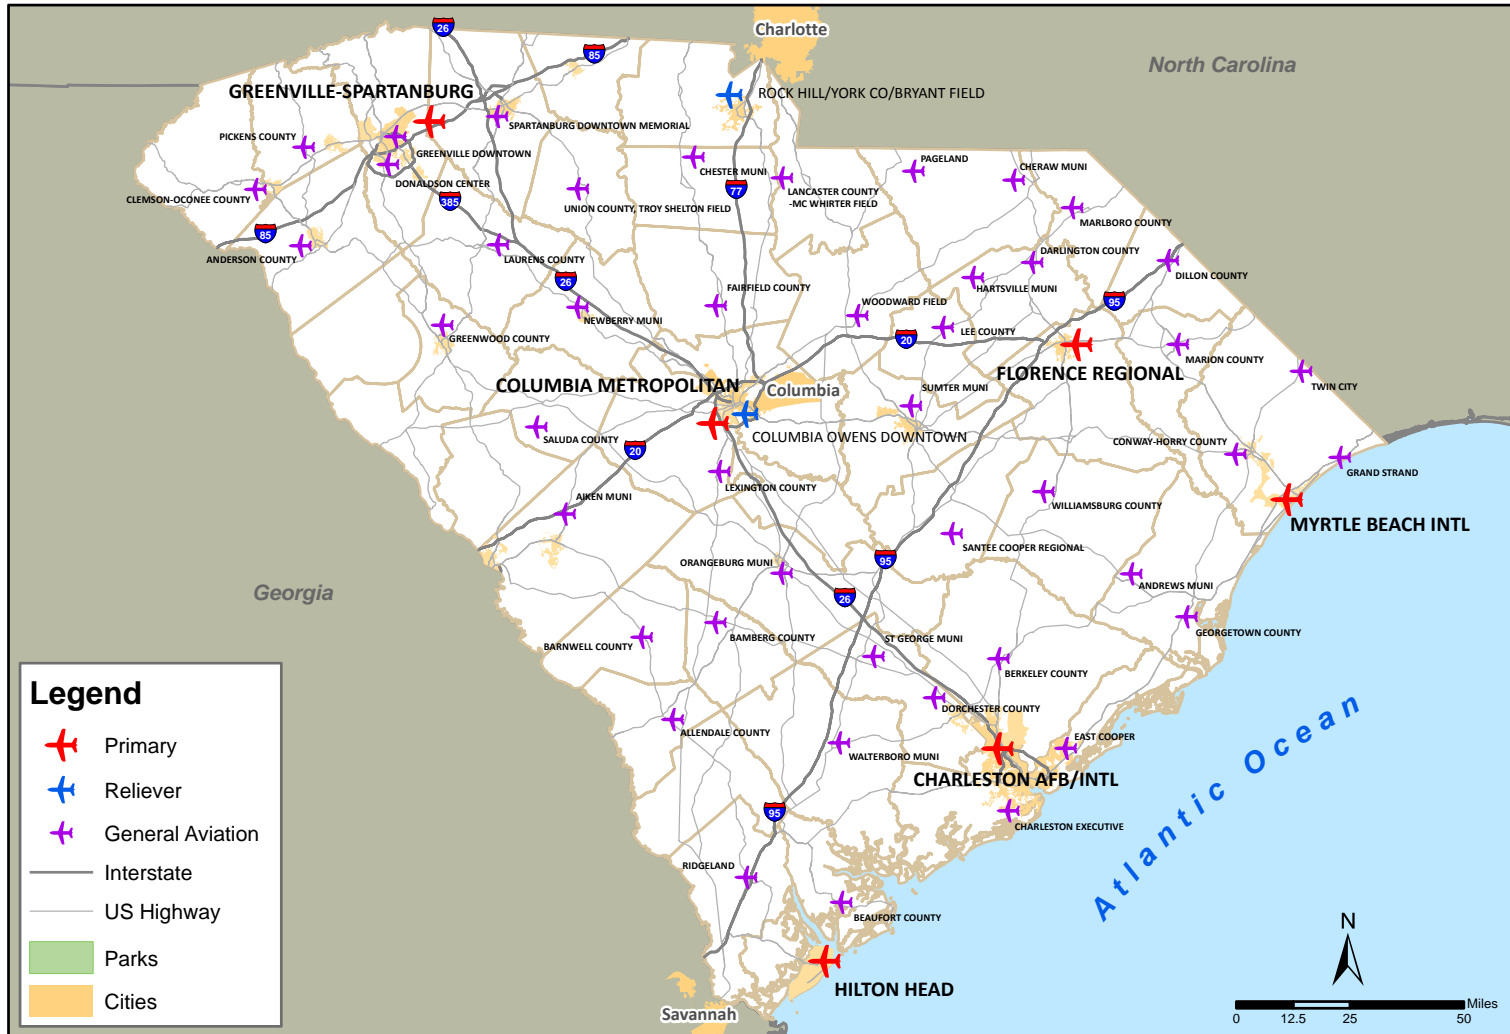 26
Charlotte
85
North Carolina
GREENVILLE-SPARTANBURG
ROCK HILL/YORK CO/BRYANT FIELD
SPARTANBURG DOWNTOWN MEMORIAL
PICKENS COUNTY
GREENVILLE DOWNTOWN
CHESTER MUNI
PAGELAND
CHERAW MUNI
DONALDSON CENTER
77
LANCASTER COUNTY
-MC WHIRTER FIELD
CLEMSON-OCONEE COUNTY
385
UNION COUNTY, TROY SHELTON FIELD
MARLBORO COUNTY
85
ANDERSON COUNTY
LAURENS COUNTY
DARLINGTON COUNTY
DILLON COUNTY
26
FAIRFIELD COUNTY
HARTSVILLE MUNI
WOODWARD FIELD
95
NEWBERRY MUNI
LEE COUNTY
GREENWOOD COUNTY
20
MARION COUNTY
FLORENCE REGIONAL
COLUMBIA METROPOLITAN
Columbia
SUMTER MUNI
TWIN CITY
SALUDA COUNTY
COLUMBIA OWENS DOWNTOWN
CONWAY-HORRY COUNTY
20
GRAND STRAND
LEXINGTON COUNTY
AIKEN MUNI
WILLIAMSBURG COUNTY
MYRTLE BEACH INTL
SANTEE COOPER REGIONAL
ORANGEBURG MUNI
95
ANDREWS MUNI
Georgia
26
BAMBERG COUNTY
GEORGETOWN COUNTY
BARNWELL COUNTY
ST GEORGE MUNI
BERKELEY COUNTY
DORCHESTER COUNTY
ALLENDALE COUNTY
EAST COOPER
WALTERBORO MUNI
CHARLESTON AFB/INTL
95
CHARLESTON EXECUTIVE
Atlantic Ocean
RIDGELAND
BEAUFORT COUNTY
HILTON HEAD
Savannah
Legend
Primary
Reliever
General Aviation
Interstate
US Highway
Parks
Cities
N
Miles
0 12.5 25 50